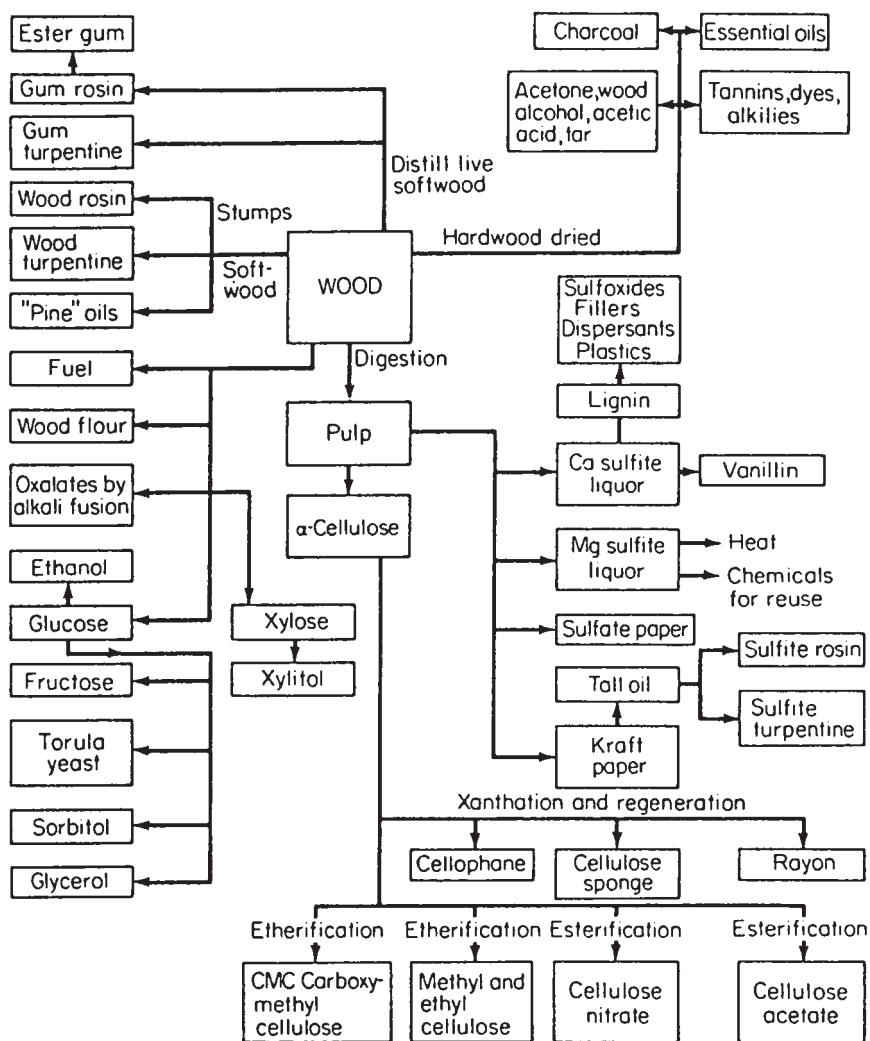 Ester gum
Gum rosin
Gum
turpentine
Wood rosin
Wood
turpentine
"Pine" oils
Fuel
Wood flour
Oxalates by
alkali fusion
Ethanol
Glucose
Fructose
Torula
yeast
Sorbitol
Glycerol
Distill live
softwood
Stumps
Soft-
wood
WOOD
Hardwood dried
Charcoal
Essential oils
Acetone, wood
alcohol, acetic
acid, tar
Tannins, dyes,
alkilies
Digestion
Pulp
α-Cellulose
Xylose
Xylitol
Sulfoxides
Fillers
Dispersants
Plastics
Lignin
Ca sulfite
liquor
Vanillin
Mg sulfite
liquor
Heat
Chemicals
for reuse
Sulfate paper
Tall oil
Sulfite rosin
Sulfite
turpentine
Kraft
paper
Xanthation and regeneration
Cellophane
Cellulose
sponge
Rayon
Etherification
Etherification
Esterification
Esterification
CMC Carboxy-
methyl
cellulose
Methyl and
ethyl
cellulose
Cellulose
nitrate
Cellulose
acetate